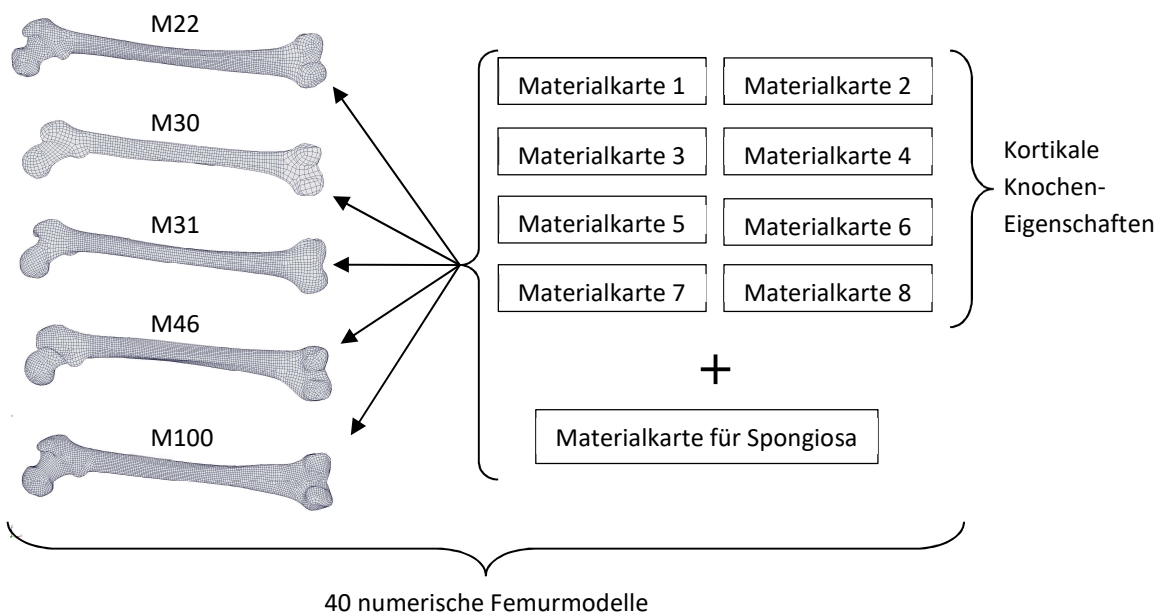 M22
M30
M31
M46
M100
Materialkarte 1
Materialkarte 2
Materialkarte 3
Materialkarte 4
Materialkarte 5
Materialkarte 6
Materialkarte 7
Materialkarte 8
+
Materialkarte für Spongiosa
Kortikale
Knochen-
Eigenschaften
40 numerische Femurmodelle